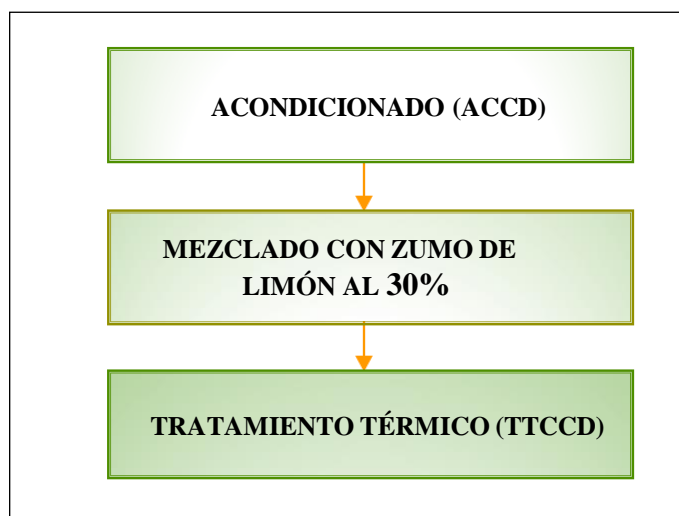 ACONDICIONADO (ACCD)
MEZCLADO CON ZUMO DE
LIMÓN AL 30%
TRATAMIENTO TÉRMICO (TTCCD)